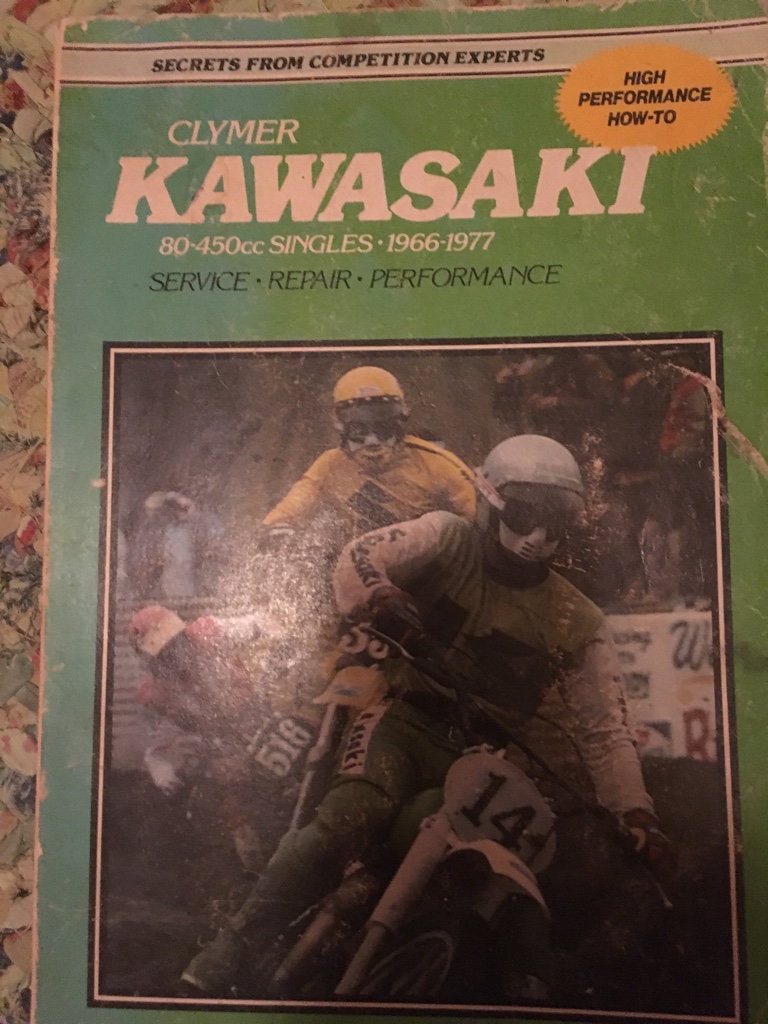 SECRETS FROM COMPETITION EXPERTS
HIGH
PERFORMANCE
HOW-TO
CLYMER
KAWASAKI
80-450cc SINGLES · 1966-1977
SERVICE · REPAIR · PERFORMANCE
516
14